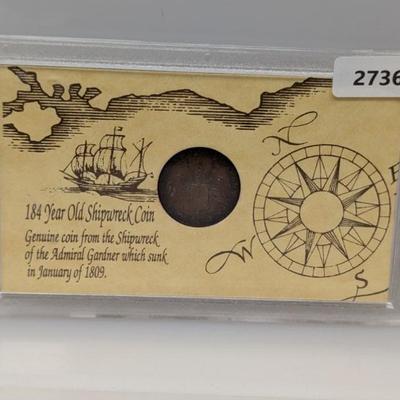 2736
N
E
W
S
184 Year Old Shipwreck Coin
Genuine coin from the Shipwreck
of the Admiral Gardner which sunk
in January of 1809.